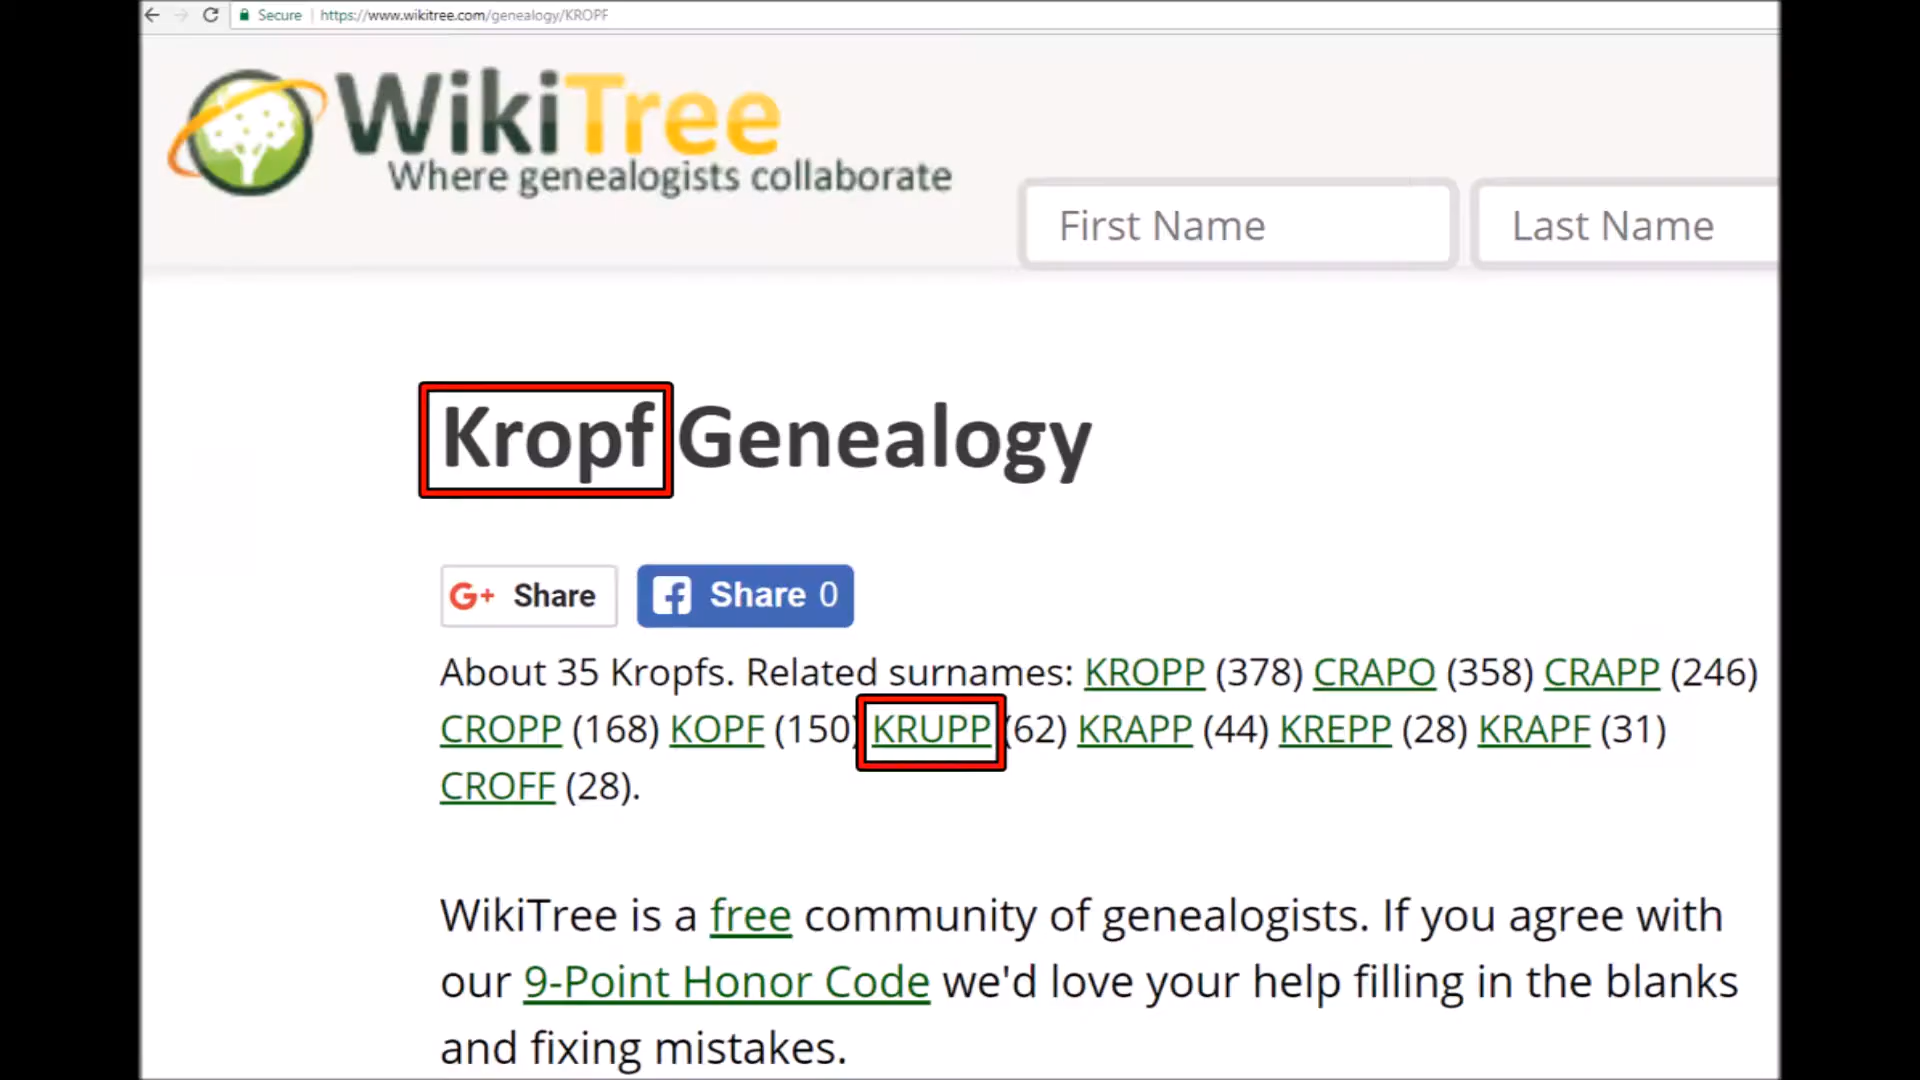 Secure https://www.wikitree.com/genealogy/KROPF
WikiTree
Where genealogists collaborate
First Name Last Name
Kropf Genealogy
G+ Share Share 0
About 35 Kropfs. Related surnames: KROPP (378) CRAPO (358) CRAPP (246)
CROPP (168) KOPF (150) KRUPP (62) KRAPP (44) KREPP (28) KRAPF (31)
CROFF (28).
WikiTree is a free community of genealogists. If you agree with
our 9-Point Honor Code we'd love your help filling in the blanks
and fixing mistakes.